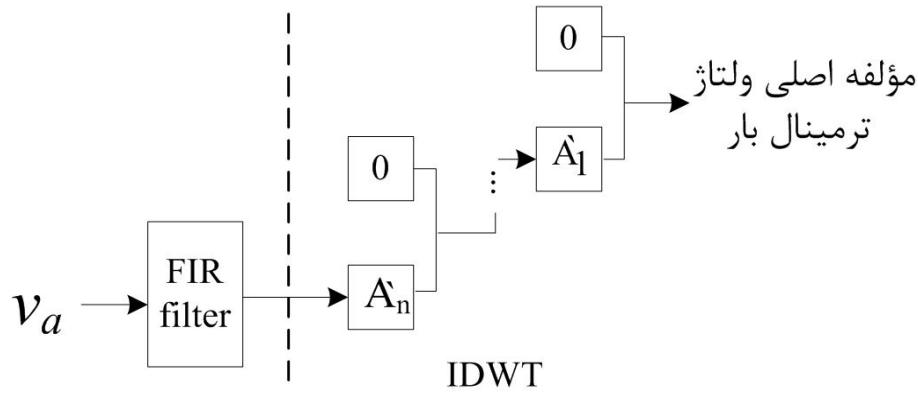 0
مؤلفه اصلی ولتاژ
ترمینال بار
À1
0
⋮
FIR
filter
Àn
va
IDWT